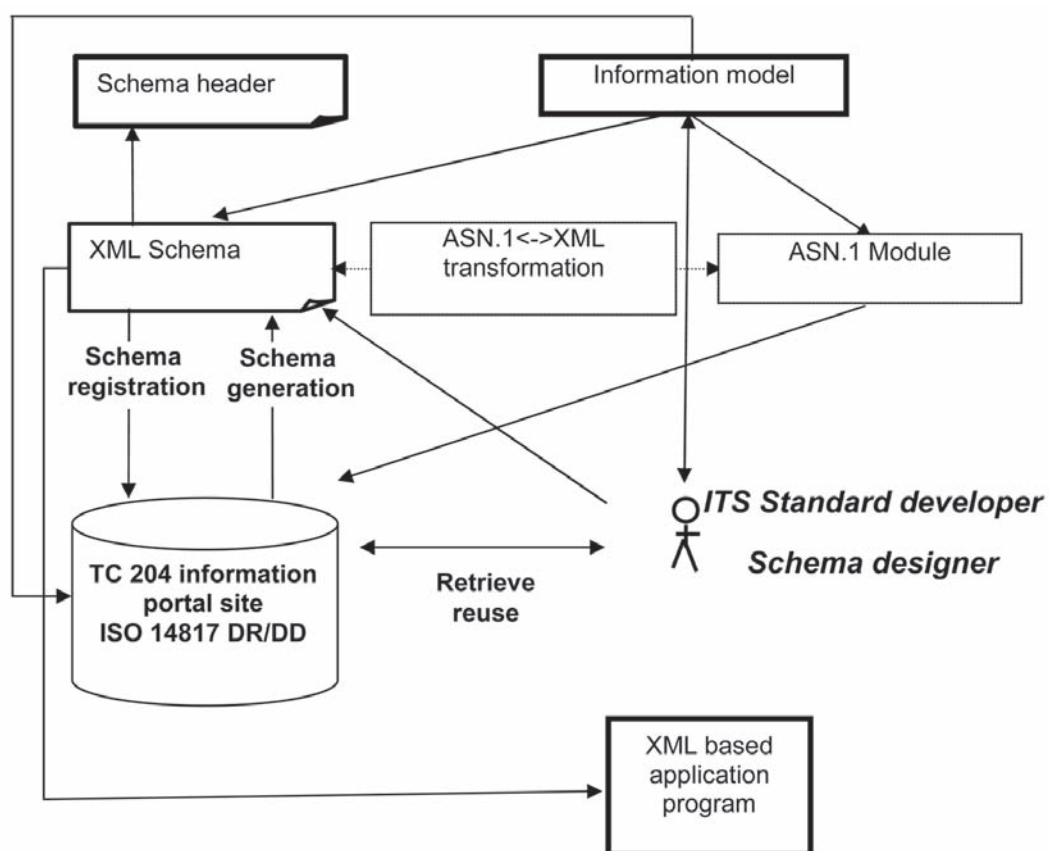 Schema header
Information model
XML Schema
ASN.1<->XML
transformation
ASN.1 Module
Schema
registration
Schema
generation
ITS Standard developer
Schema designer
TC 204 information
portal site
ISO 14817 DR/DD
Retrieve
reuse
XML based
application
program